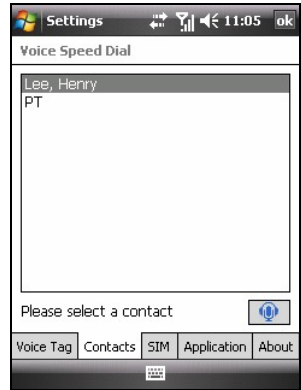 Settings 11:05 ok
Voice Speed Dial
Lee, Henry
PT
Please select a contact
Voice Tag Contacts SIM Application About